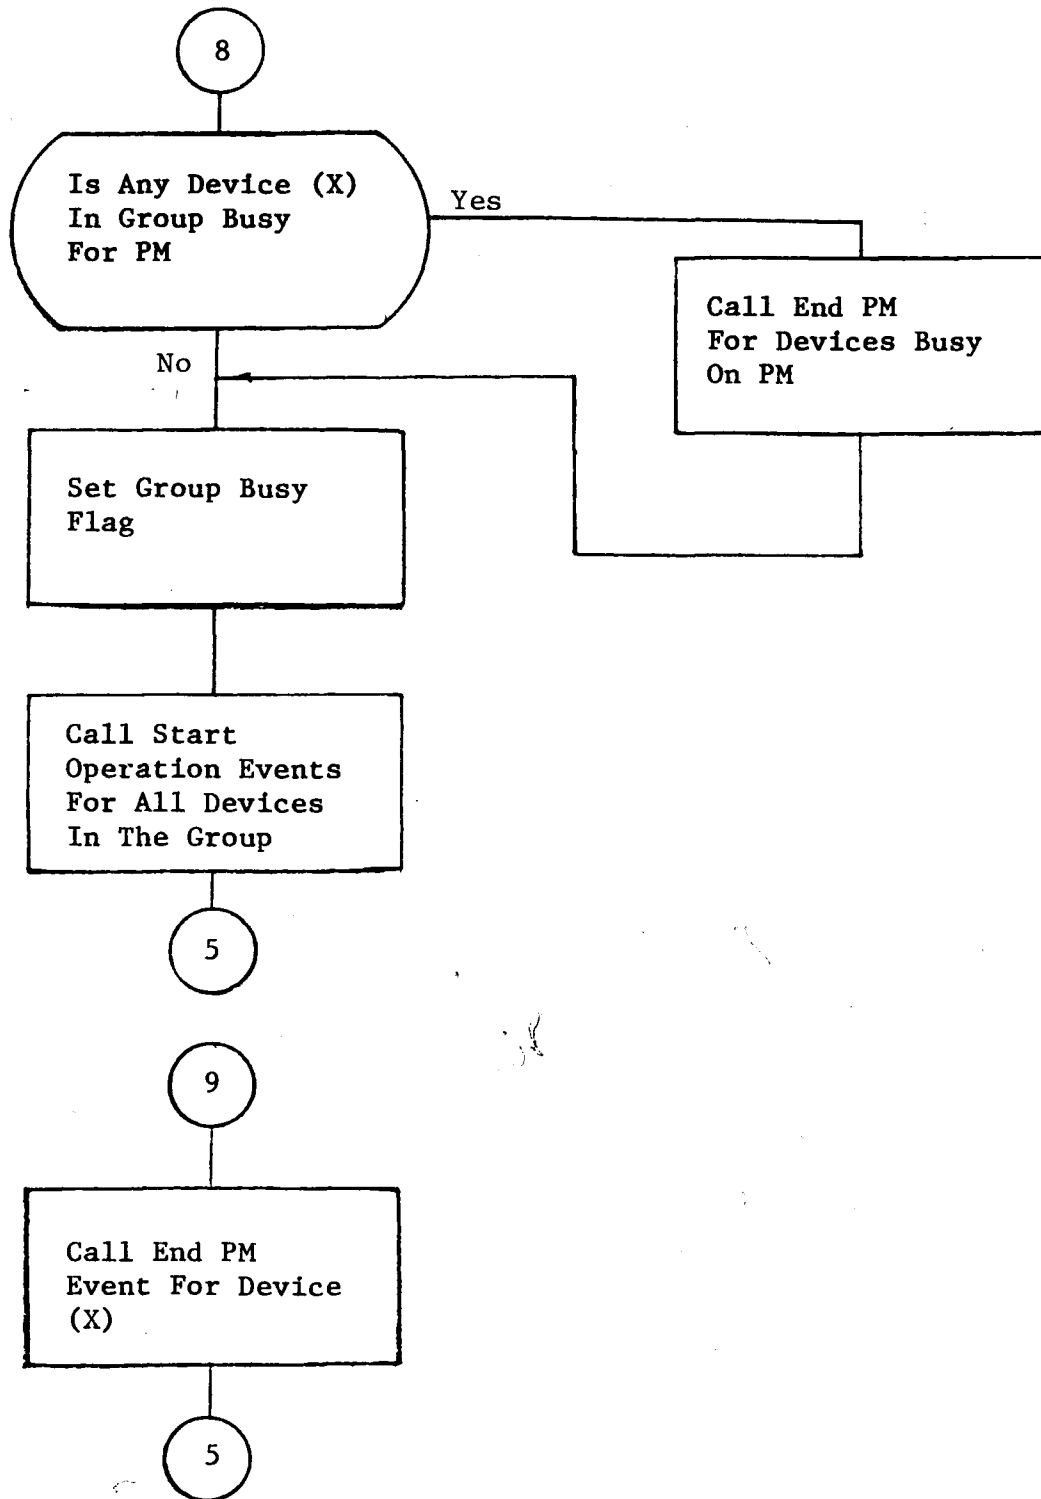 8
Is Any Device (X)
In Group Busy
For PM
Yes
Call End PM
For Devices Busy
On PM
No
Set Group Busy
Flag
Call Start
Operation Events
For All Devices
In The Group
5
9
Call End PM
Event For Device
(X)
5